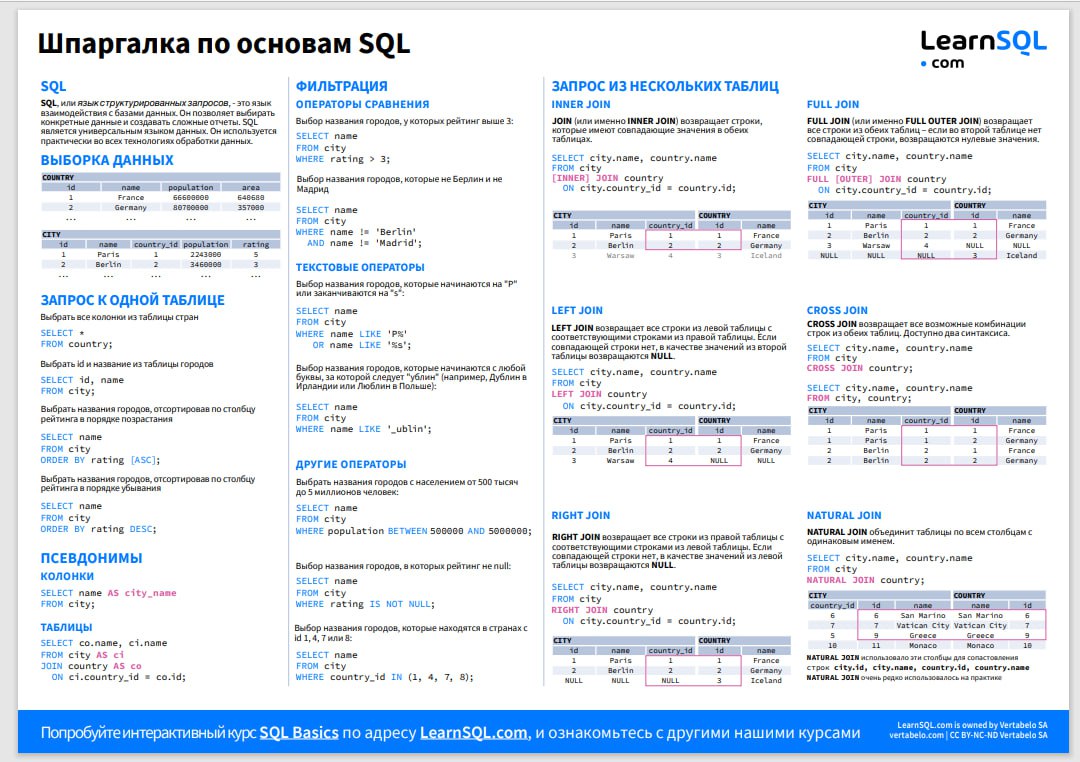 Шпаргалка по основам SQL
LearnSQL
• com
SQL
SQL, или язык структурированных запросов, - это язык
взаимодействия с базами данных. Он позволяет выбирать
конкретные данные и создавать сложные отчеты. SQL
является универсальным языком данных. Он используется
практически во всех технологиях обработки данных.
ВЫБОРКА ДАННЫХ
COUNTRY
id name population area
1 France 66600000 640680
2 Germany 80700000 357000
... ... ... ...
CITY
id name country_id population rating
1 Paris 1 2243000 5
2 Berlin 2 3460000 3
... ... ... ... ...
ЗАПРОС К ОДНОЙ ТАБЛИЦЕ
Выбрать все колонки из таблицы стран
SELECT *
FROM country;
Выбрать id и название из таблицы городов
SELECT id, name
FROM city;
Выбрать названия городов, отсортировав по столбцу
рейтинга в порядке возрастания
SELECT name
FROM city
ORDER BY rating [ASC];
Выбрать названия городов, отсортировав по столбцу
рейтинга в порядке убывания
SELECT name
FROM city
ORDER BY rating DESC;
ПСЕВДОНИМЫ
КОЛОНКИ
SELECT name AS city_name
FROM city;
ТАБЛИЦЫ
SELECT co.name, ci.name
FROM city AS ci
JOIN country AS co
ON ci.country_id = co.id;
ФИЛЬТРАЦИЯ
ОПЕРАТОРЫ СРАВНЕНИЯ
Выбор названия городов, у которых рейтинг выше 3:
SELECT name
FROM city
WHERE rating > 3;
Выбор названия городов, которые не Берлин и не
Мадрид
SELECT name
FROM city
WHERE name != 'Berlin'
AND name != 'Madrid';
ТЕКСТОВЫЕ ОПЕРАТОРЫ
Выбор названия городов, которые начинаются на "P"
или заканчиваются на "s":
SELECT name
FROM city
WHERE name LIKE 'P%'
OR name LIKE '%s';
Выбор названия городов, которые начинаются с любой
буквы, за которой следует "ублин" (например, Дублин в
Ирландии или Люблин в Польше):
SELECT name
FROM city
WHERE name LIKE '_ublin';
ДРУГИЕ ОПЕРАТОРЫ
Выбрать названия городов с населением от 500 тысяч
до 5 миллионов человек:
SELECT name
FROM city
WHERE population BETWEEN 500000 AND 5000000;
Выбор названия городов, в которых рейтинг не null:
SELECT name
FROM city
WHERE rating IS NOT NULL;
Выбор названия городов, которые находятся в странах с
id 1, 4, 7 или 8:
SELECT name
FROM city
WHERE country_id IN (1, 4, 7, 8);
ЗАПРОС ИЗ НЕСКОЛЬКИХ ТАБЛИЦ
INNER JOIN
JOIN (или именно INNER JOIN) возвращает строки,
которые имеют совпадающие значения в обеих
таблицах.
SELECT city.name, country.name
FROM city
[INNER] JOIN country
ON city.country_id = country.id;
CITY COUNTRY
id name country_id id name
1 Paris 1 1 France
2 Berlin 2 2 Germany
3 Warsaw 4 3 Iceland
LEFT JOIN
LEFT JOIN возвращает все строки из левой таблицы с
соответствующими строками из правой таблицы. Если
совпадающей строки нет, в качестве значений из второй
таблицы возвращаются NULL.
SELECT city.name, country.name
FROM city
LEFT JOIN country
ON city.country_id = country.id;
CITY COUNTRY
id name country_id id name
1 Paris 1 1 France
2 Berlin 2 2 Germany
3 Warsaw 4 NULL NULL
RIGHT JOIN
RIGHT JOIN возвращает все строки из правой таблицы с
соответствующими строками из левой таблицы. Если
совпадающей строки нет, в качестве значений из левой
таблицы возвращаются NULL.
SELECT city.name, country.name
FROM city
RIGHT JOIN country
ON city.country_id = country.id;
CITY COUNTRY
id name country_id id name
1 Paris 1 1 France
2 Berlin 2 2 Germany
NULL NULL NULL 3 Iceland
FULL JOIN
FULL JOIN (или именно FULL OUTER JOIN) возвращает
все строки из обеих таблиц – если во второй таблице нет
совпадающей строки, возвращаются нулевые значения.
SELECT city.name, country.name
FROM city
FULL [OUTER] JOIN country
ON city.country_id = country.id;
CITY COUNTRY
id name country_id id name
1 Paris 1 1 France
2 Berlin 2 2 Germany
3 Warsaw 4 NULL NULL
NULL NULL NULL 3 Iceland
CROSS JOIN
CROSS JOIN возвращает все возможные комбинации
строк из обеих таблиц. Доступно два синтаксиса.
SELECT city.name, country.name
FROM city
CROSS JOIN country;
SELECT city.name, country.name
FROM city, country;
CITY COUNTRY
id name country_id id name
1 Paris 1 1 France
1 Paris 1 2 Germany
2 Berlin 2 1 France
2 Berlin 2 2 Germany
NATURAL JOIN
NATURAL JOIN объединит таблицы по всем столбцам с
одинаковым именем.
SELECT city.name, country.name
FROM city
NATURAL JOIN country;
CITY COUNTRY
country_id id name name id
6 6 San Marino San Marino 6
7 7 Vatican City Vatican City 7
5 9 Greece Greece 9
10 11 Monaco Monaco 10
NATURAL JOIN использовало эти столбцы для сопоставления
строк city.id, city.name, country.id, country.name
NATURAL JOIN очень редко использовалось на практике
Попробуйте интерактивный курс SQL Basics по адресу LearnSQL.com, и ознакомьтесь с другими нашими курсами
LearnSQL.com is owned by Vertabelo SA
vertabelo.com | CC BY-NC-ND Vertabelo SA